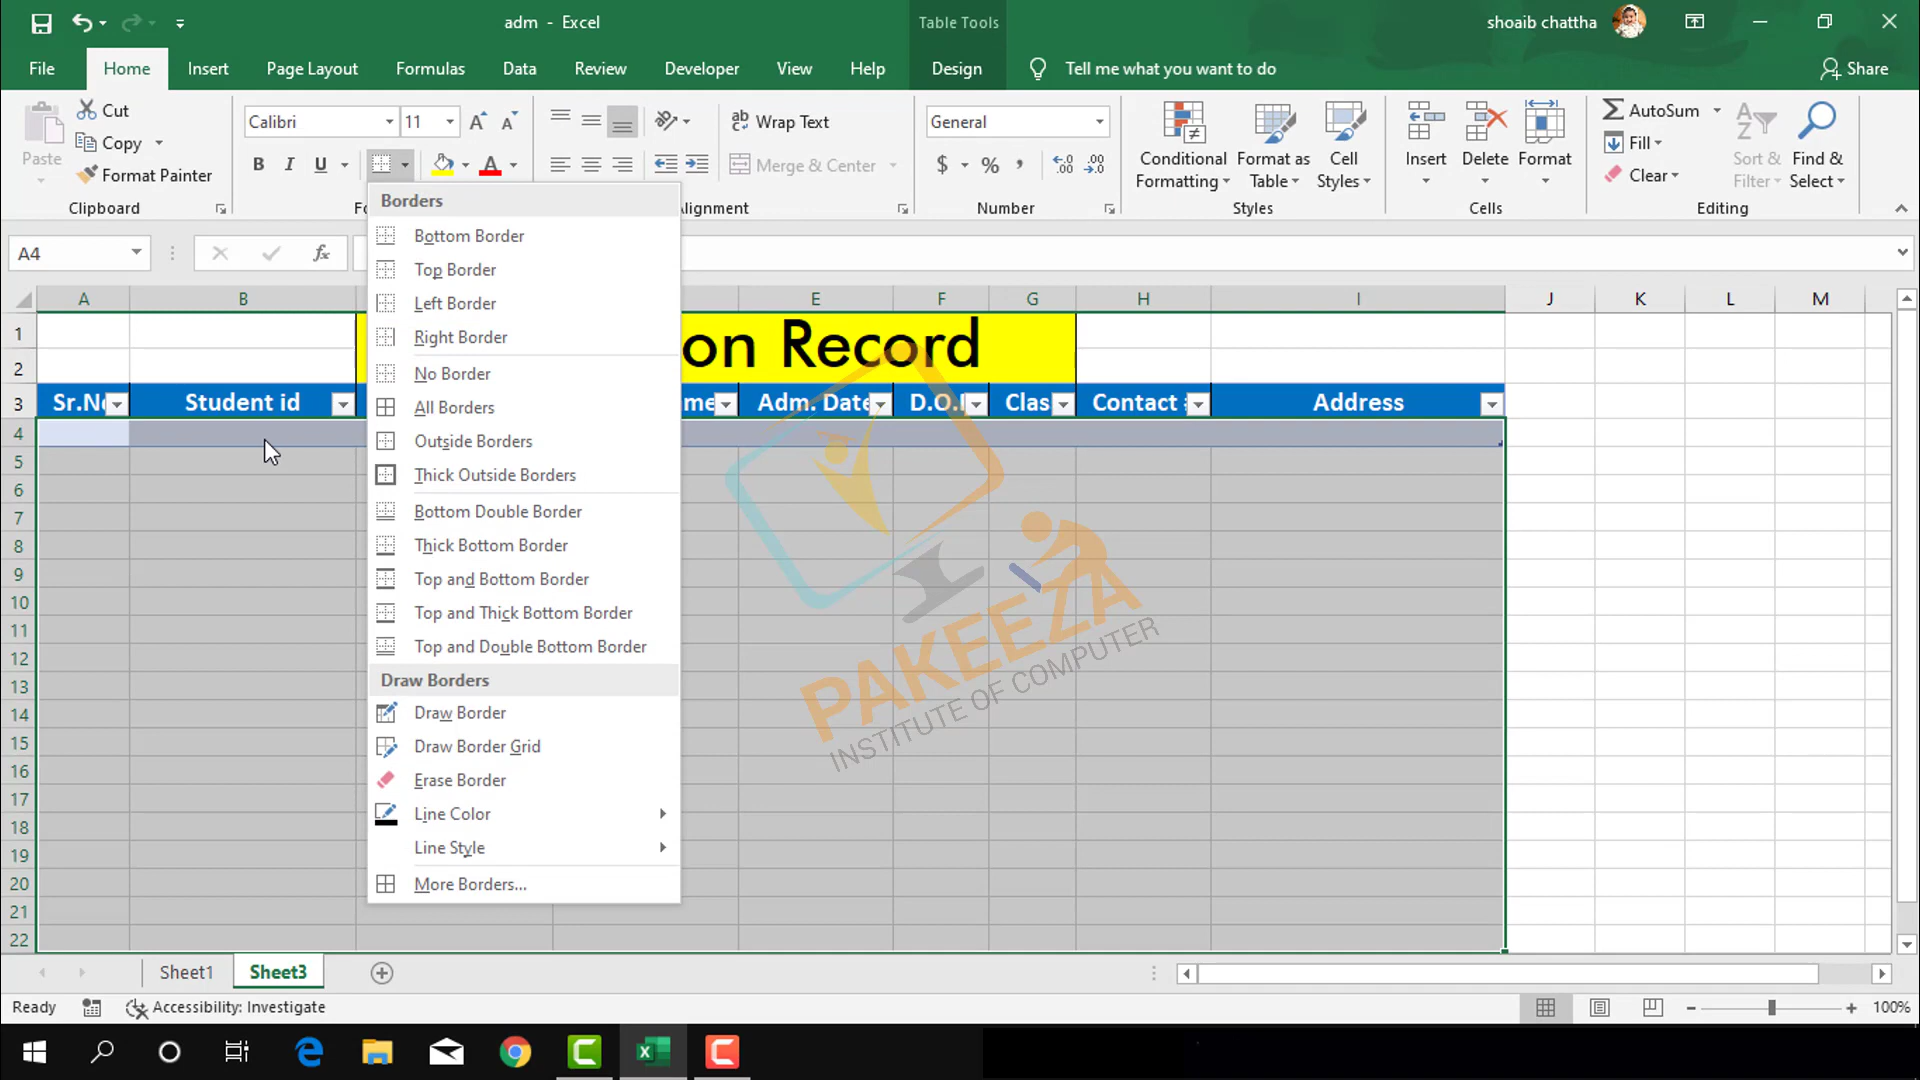 adm - Excel
Table Tools
shoaib chattha
File Home Insert Page Layout Formulas Data Review Developer View Help Design Tell me what you want to do Share
Paste
Cut
Copy
Format Painter
Clipboard
Calibri 11
B I U A
Wrap Text
Merge & Center
Alignment
General
$ % ,
Number
Conditional Formatting
Format as Table
Cell Styles
Styles
Insert Delete Format
Cells
AutoSum
Fill
Clear
Sort & Filter
Find & Select
Editing
A4 fx
Borders
Bottom Border
Top Border
Left Border
Right Border
No Border
All Borders
Outside Borders
Thick Outside Borders
Bottom Double Border
Thick Bottom Border
Top and Bottom Border
Top and Thick Bottom Border
Top and Double Bottom Border
Draw Borders
Draw Border
Draw Border Grid
Erase Border
Line Color
Line Style
More Borders...
A B E F G H I J K L M
1 on Record
2
3 Sr.No Student id me Adm. Date D.O. Clas Contact Address
4
5
6
7
8
9
10
11
12
13
14
15
16
17
18
19
20
21
22
PAKEEZA
INSTITUTE OF COMPUTER
Sheet1 Sheet3
Ready Accessibility: Investigate 100%